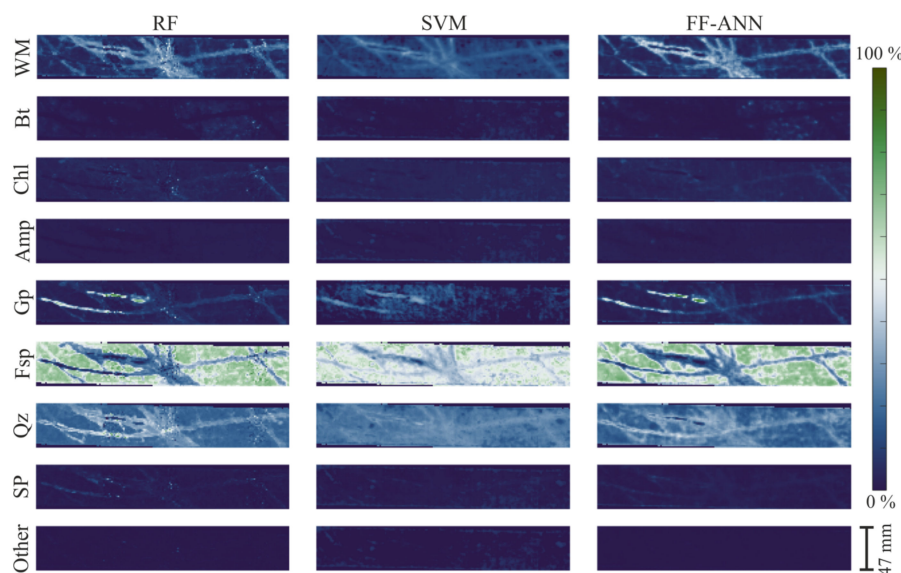 RF SVM FF-ANN
WM
100 %
Bt
Chl
Amp
Gp
Fsp
Qz
SP
0 %
Other
47 mm